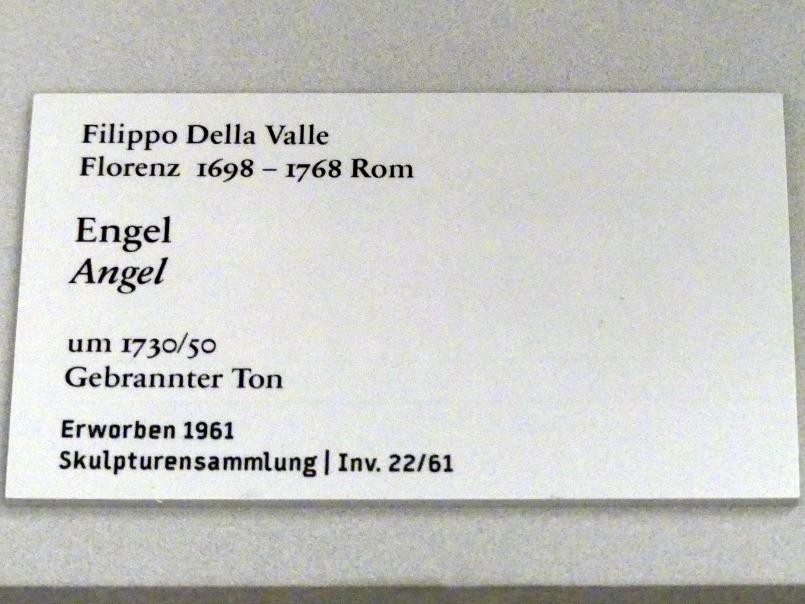 Filippo Della Valle
Florenz 1698 – 1768 Rom
Engel
Angel
um 1730/50
Gebrannter Ton
Erworben 1961
Skulpturensammlung | Inv. 22/61